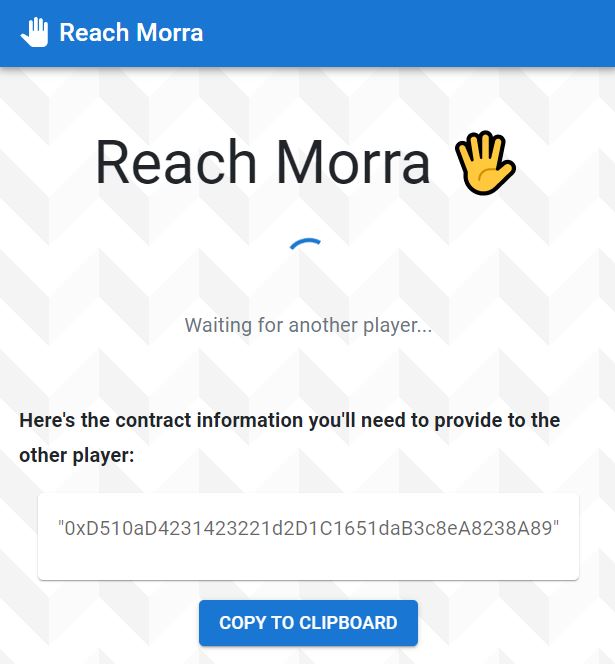 Reach Morra
Reach Morra
Waiting for another player...
Here's the contract information you'll need to provide to the
other player:
"0xD510aD4231423221d2D1C1651daB3c8eA8238A89"
COPY TO CLIPBOARD